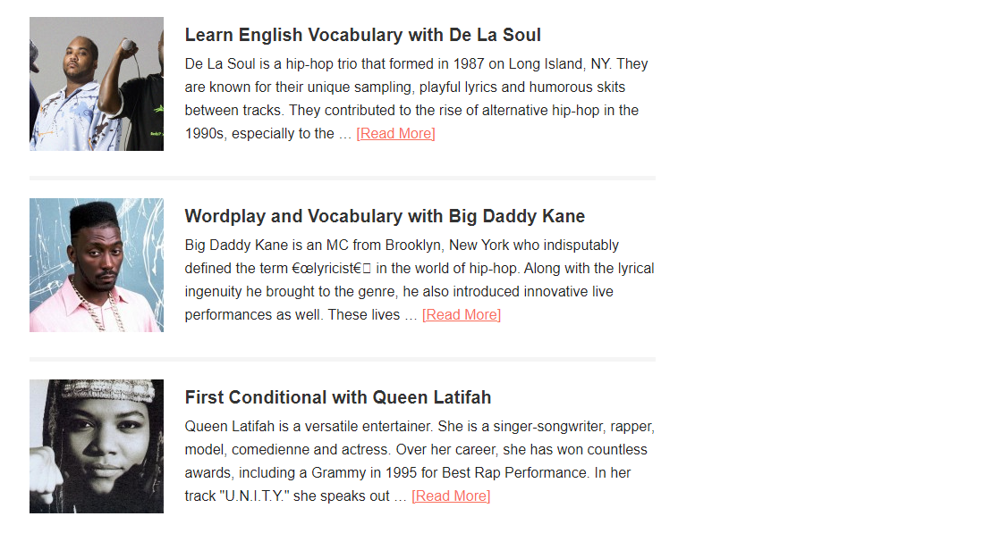 Learn English Vocabulary with De La Soul
De La Soul is a hip-hop trio that formed in 1987 on Long Island, NY. They
are known for their unique sampling, playful lyrics and humorous skits
between tracks. They contributed to the rise of alternative hip-hop in the
1990s, especially to the … [Read More]
Wordplay and Vocabulary with Big Daddy Kane
Big Daddy Kane is an MC from Brooklyn, New York who indisputably
defined the term €œlyricist€▯ in the world of hip-hop. Along with the lyrical
ingenuity he brought to the genre, he also introduced innovative live
performances as well. These lives … [Read More]
First Conditional with Queen Latifah
Queen Latifah is a versatile entertainer. She is a singer-songwriter, rapper,
model, comedienne and actress. Over her career, she has won countless
awards, including a Grammy in 1995 for Best Rap Performance. In her
track "U.N.I.T.Y." she speaks out … [Read More]